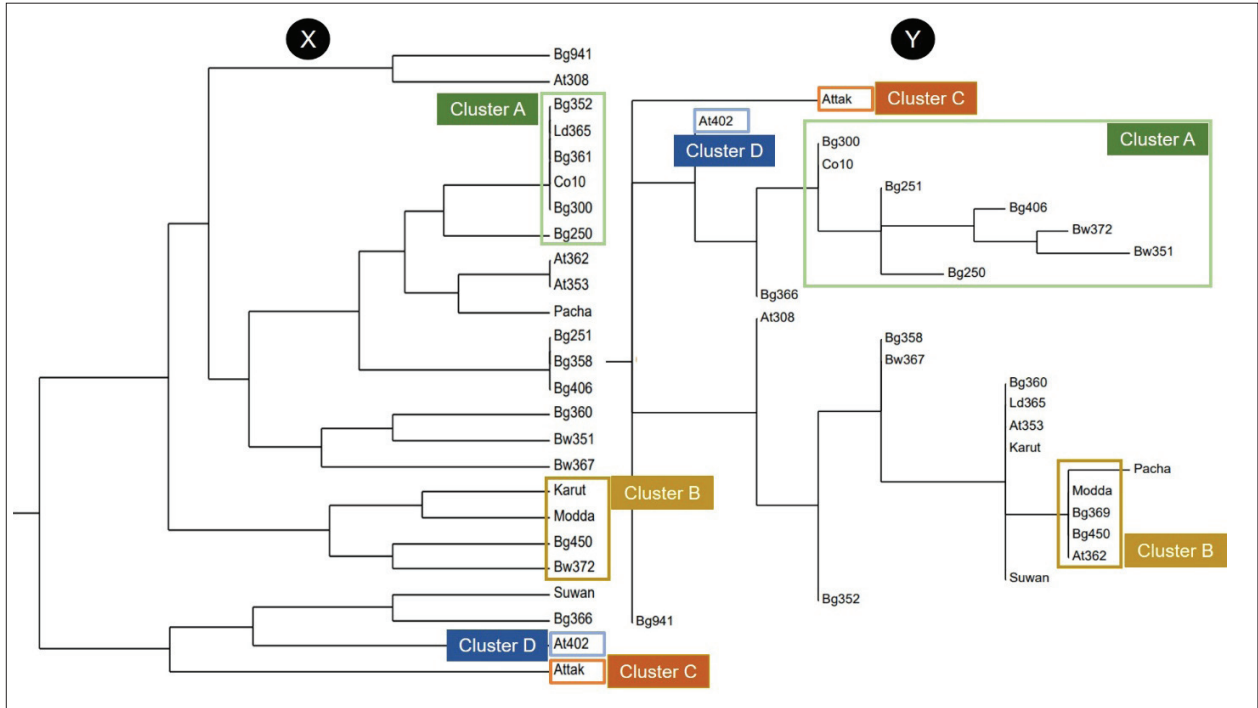 X
Bg941
At308
Cluster A
Bg352
Ld365
Bg361
Co10
Bg300
Bg250
At362
At353
Pacha
Bg251
Bg358
Bg406
Bg360
Bw351
Bw367
Karut
Cluster B
Modda
Bg450
Bw372
Suwan
Bg366
Cluster D
At402
Attak
Cluster C
Y
Attak
Cluster C
At402
Cluster D
Cluster A
Bg300
Co10
Bg251
Bg406
Bw372
Bw351
Bg250
Bg366
At308
Bg358
Bw367
Bg360
Ld365
At353
Karut
Pacha
Modda
Bg369
Bg450
At362
Cluster B
Suwan
Bg352
Bg941